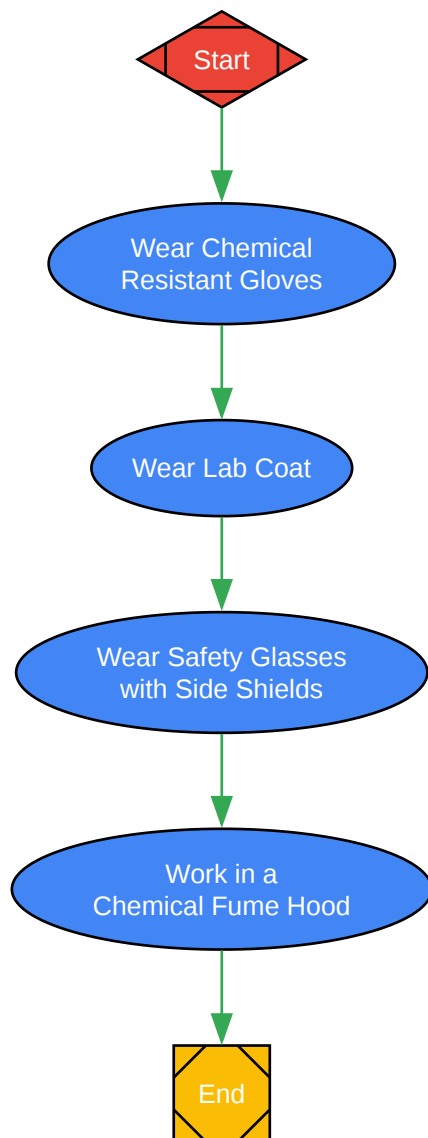 Start
Wear Chemical
Resistant Gloves
Wear Lab Coat
Wear Safety Glasses
with Side Shields
Work in a
Chemical Fume Hood
End